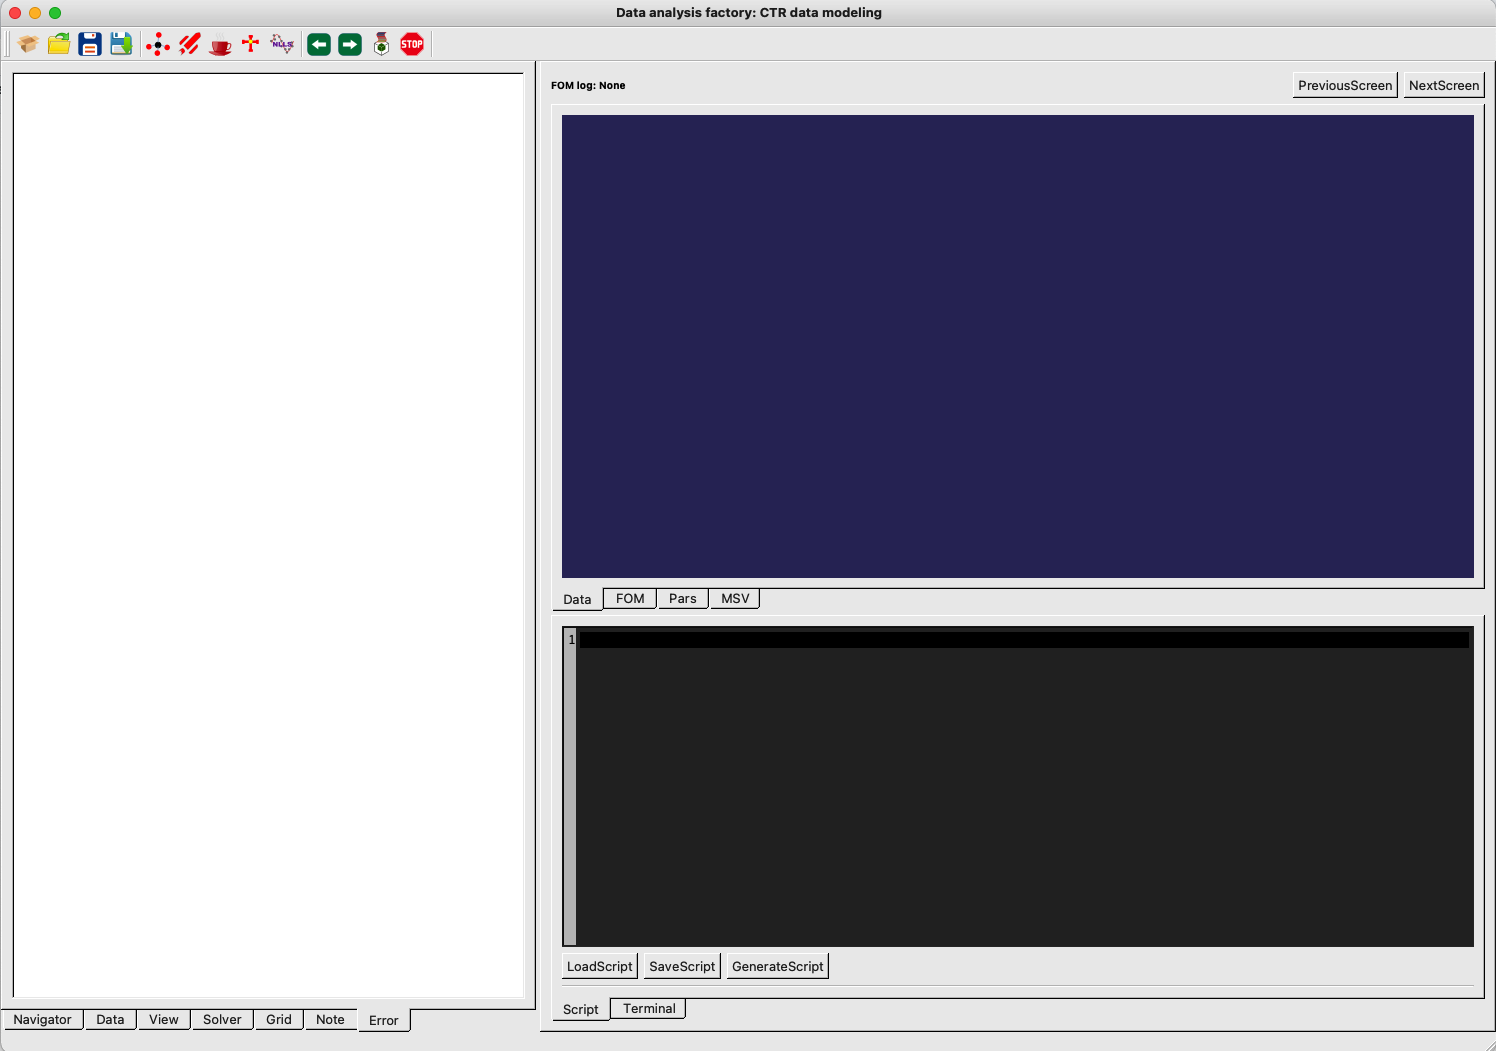 Data analysis factory: CTR data modeling
NLLS
STOP
FOM log: None
PreviousScreen
NextScreen
Data
FOM
Pars
MSV
1
LoadScript
SaveScript
GenerateScript
Script
Terminal
Navigator
Data
View
Solver
Grid
Note
Error